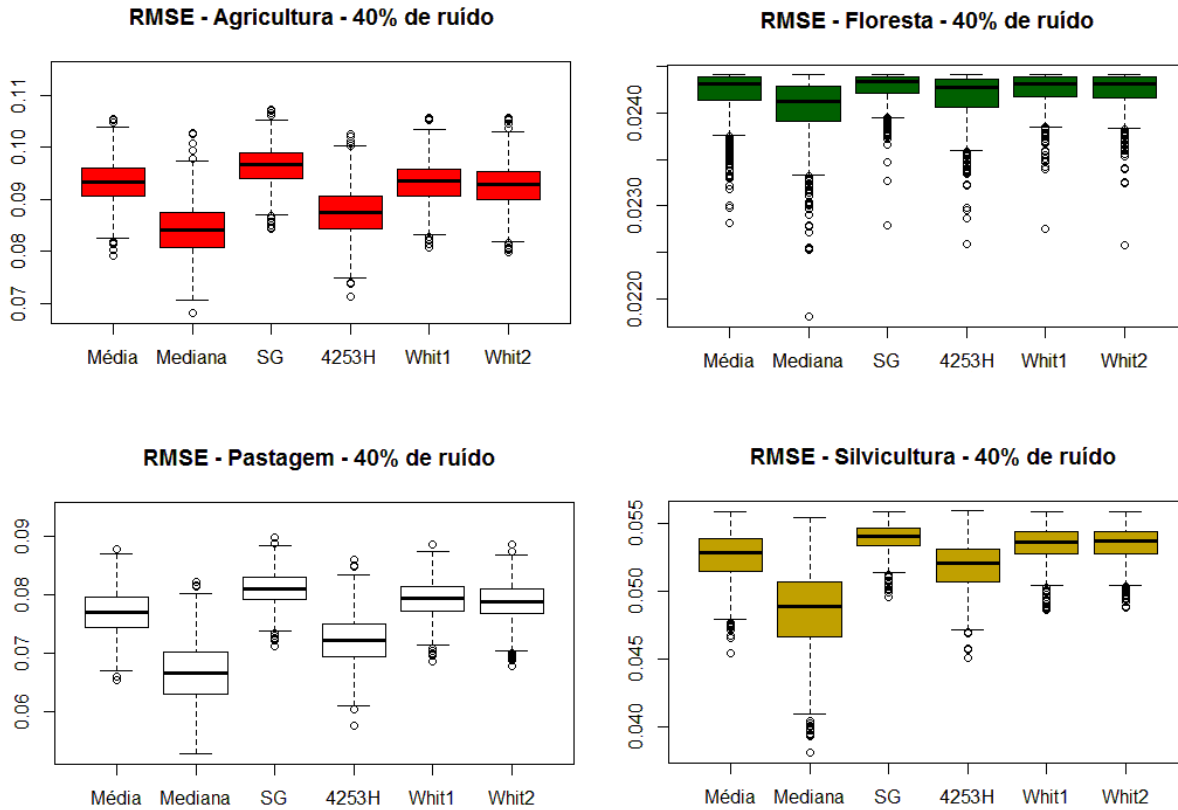 RMSE - Agricultura - 40% de ruído
0.11
0.10
0.09
0.08
0.07
Média Mediana SG 4253H Whit1 Whit2
RMSE - Floresta - 40% de ruído
0.0240
0.0230
0.0220
Média Mediana SG 4253H Whit1 Whit2
RMSE - Pastagem - 40% de ruído
0.09
0.08
0.07
0.06
Média Mediana SG 4253H Whit1 Whit2
RMSE - Silvicultura - 40% de ruído
0.055
0.050
0.045
0.040
Média Mediana SG 4253H Whit1 Whit2